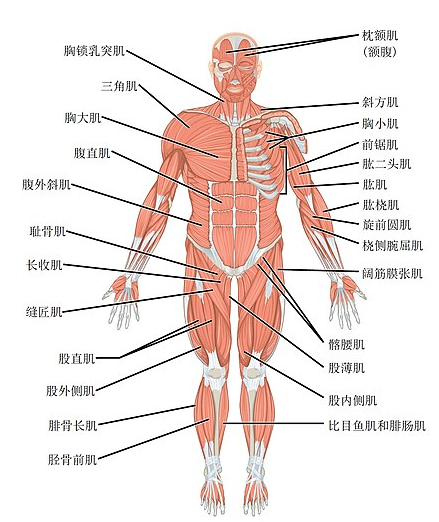 胸锁乳突肌
三角肌
胸大肌
腹直肌
腹外斜肌
耻骨肌
长收肌
缝匠肌
股直肌
股外侧肌
腓骨长肌
胫骨前肌
枕额肌
(额腹)
斜方肌
胸小肌
前锯肌
肱二头肌
肱肌
肱桡肌
旋前圆肌
桡侧腕屈肌
阔筋膜张肌
髂腰肌
股薄肌
股内侧肌
比目鱼肌和腓肠肌